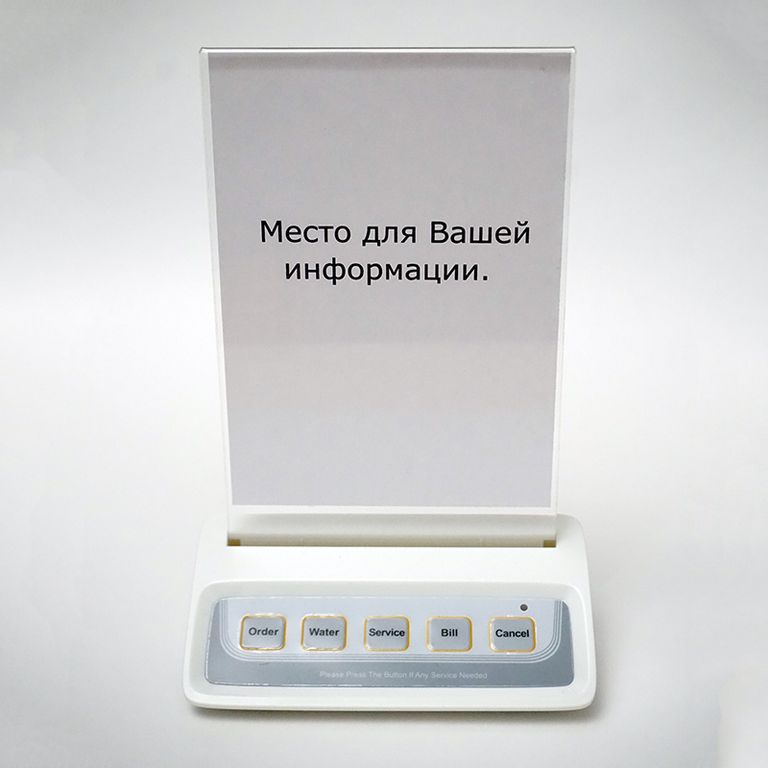 Место для Вашей
информации.
Order Water Service Bill Cancel
Please Press The Button If Any Service Needed